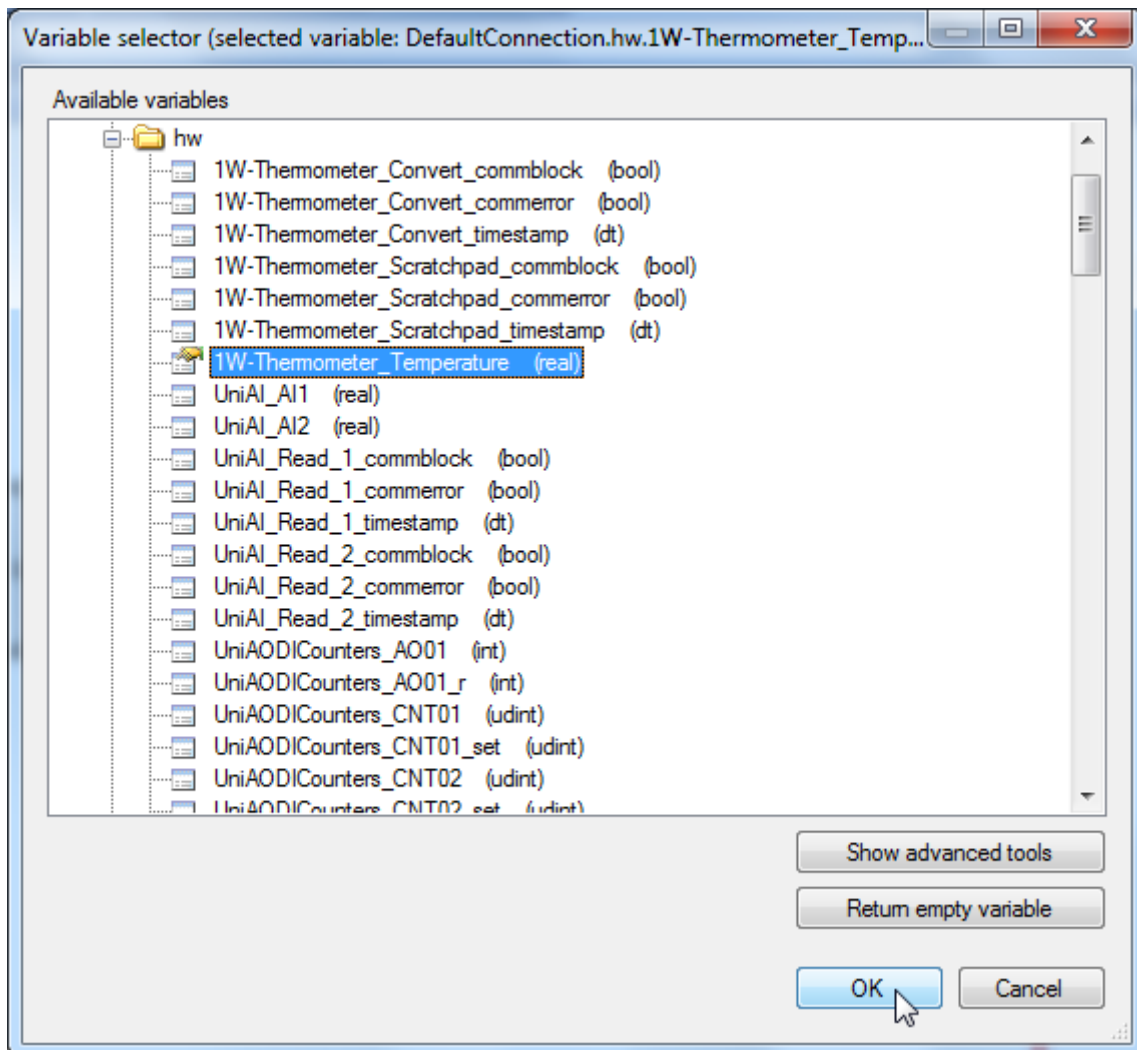 Variable selector (selected variable: DefaultConnection.hw.1W-Thermometer_Temp...
Available variables
hw
1W-Thermometer_Convert_commblock (bool)
1W-Thermometer_Convert_commerror (bool)
1W-Thermometer_Convert_timestamp (dt)
1W-Thermometer_Scratchpad_commblock (bool)
1W-Thermometer_Scratchpad_commerror (bool)
1W-Thermometer_Scratchpad_timestamp (dt)
1W-Thermometer_Temperature (real)
UniAI_AI1 (real)
UniAI_AI2 (real)
UniAI_Read_1_commblock (bool)
UniAI_Read_1_commerror (bool)
UniAI_Read_1_timestamp (dt)
UniAI_Read_2_commblock (bool)
UniAI_Read_2_commerror (bool)
UniAI_Read_2_timestamp (dt)
UniAODICounters_AO01 (int)
UniAODICounters_AO01_r (int)
UniAODICounters_CNT01 (udint)
UniAODICounters_CNT01_set (udint)
UniAODICounters_CNT02 (udint)
UniAODICounters_CNT02_set (udint)
Show advanced tools
Return empty variable
OK
Cancel